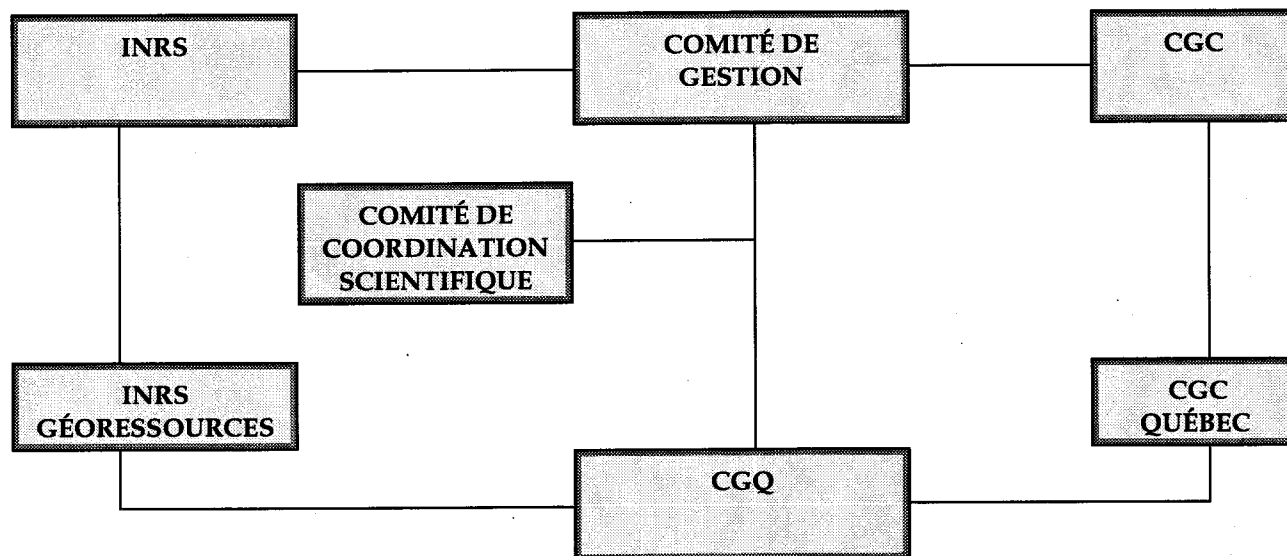 INRS
COMITÉ DE
GESTION
CGC
COMITÉ DE
COORDINATION
SCIENTIFIQUE
INRS
GÉORESSOURCES
CGC
QUÉBEC
CGQ